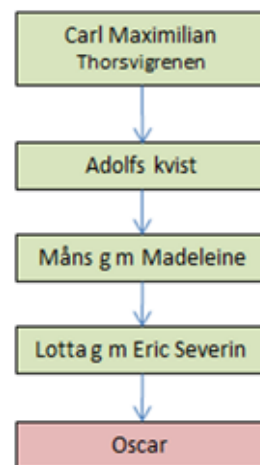 Carl Maximilian
Thorsvigrenen
Adolfs kvist
Måns g m Madeleine
Lotta g m Eric Severin
Oscar